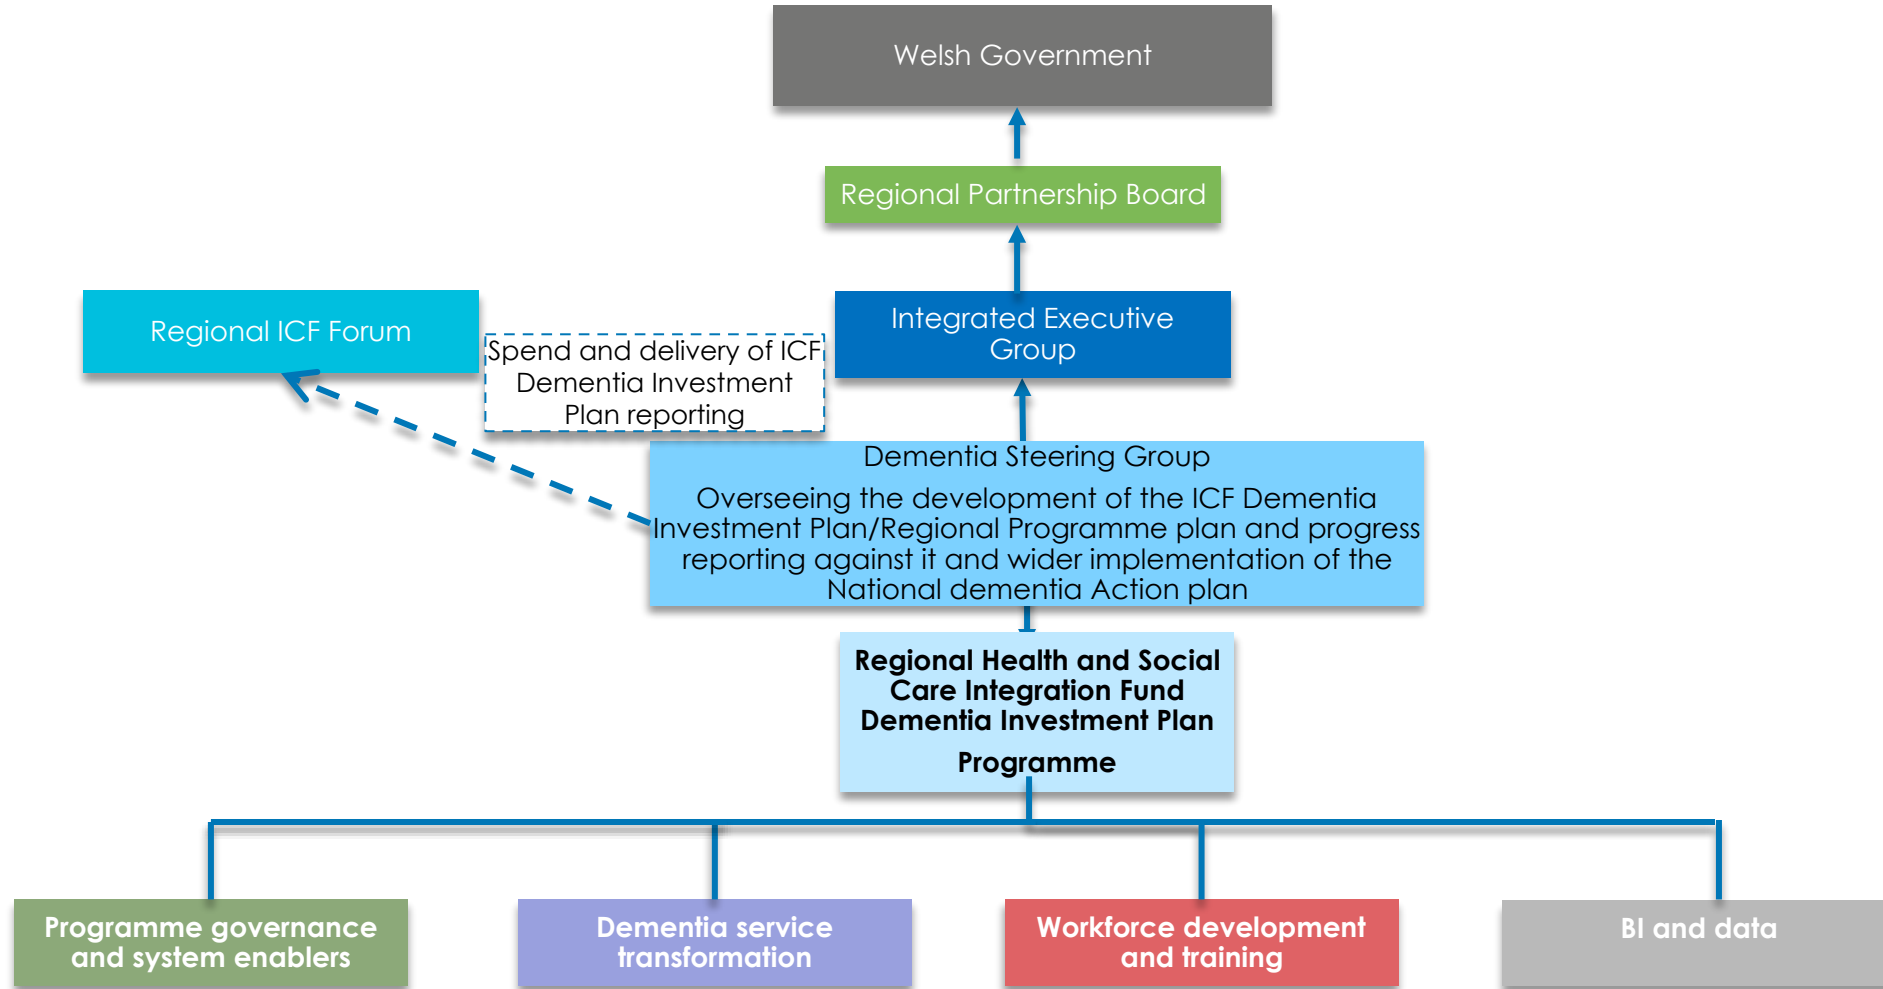 Welsh Government
Regional Partnership Board
Regional ICF Forum
Integrated Executive
Group
Spend and delivery of ICF
Dementia Investment
Plan reporting
Dementia Steering Group
Overseeing the development of the ICF Dementia
Investment Plan/Regional Programme plan and progress
reporting against it and wider implementation of the
National dementia Action plan
Regional Health and Social
Care Integration Fund
Dementia Investment Plan
Programme
Programme governance
and system enablers
Dementia service
transformation
Workforce development
and training
BI and data